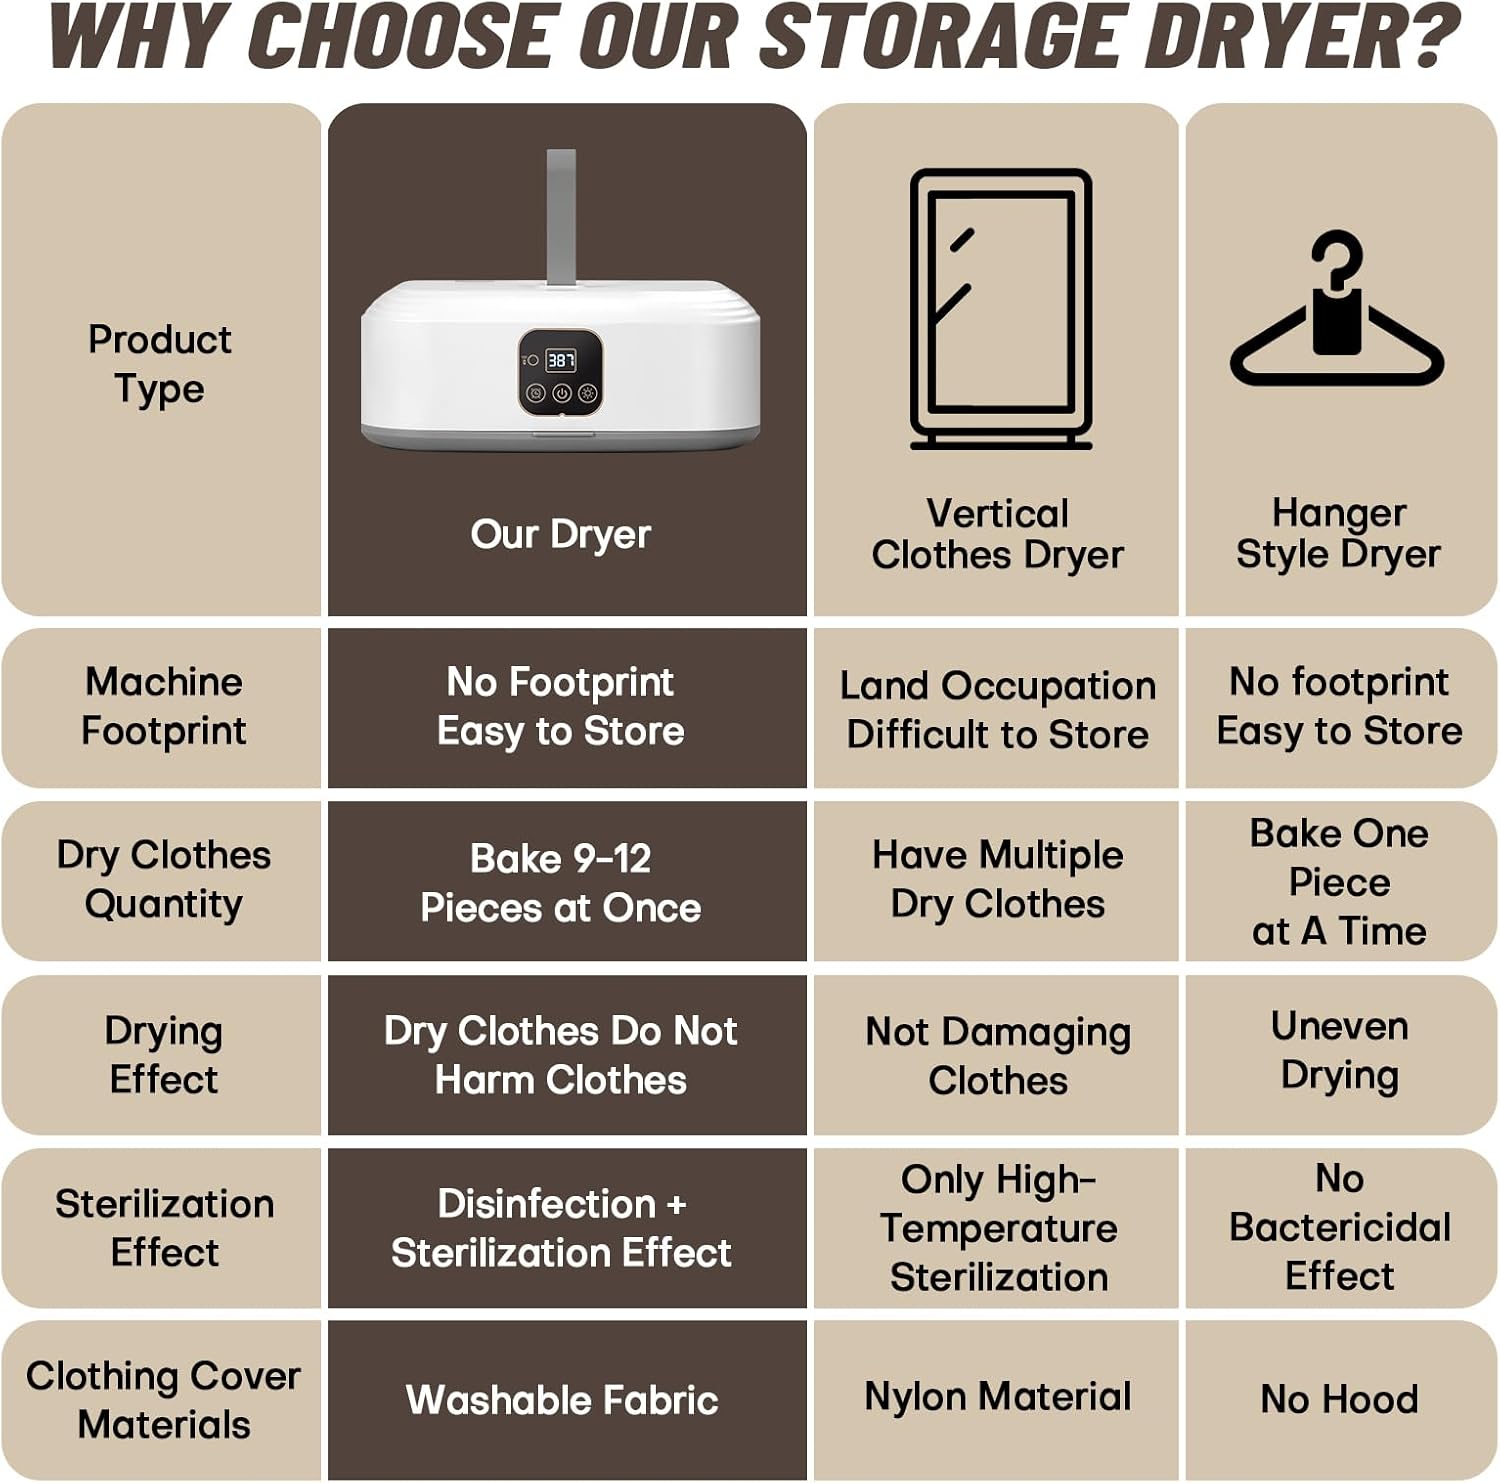 WHY CHOOSE OUR STORAGE DRYER?
Product
Type
387
Our Dryer
Vertical
Clothes Dryer
Hanger
Style Dryer
Machine
Footprint
No Footprint
Easy to Store
Land Occupation
Difficult to Store
No footprint
Easy to Store
Dry Clothes
Quantity
Bake 9-12
Pieces at Once
Have Multiple
Dry Clothes
Bake One
Piece
at A Time
Drying
Effect
Dry Clothes Do Not
Harm Clothes
Not Damaging
Clothes
Uneven
Drying
Sterilization
Effect
Disinfection +
Sterilization Effect
Only High-
Temperature
Sterilization
No
Bactericidal
Effect
Clothing Cover
Materials
Washable Fabric
Nylon Material
No Hood